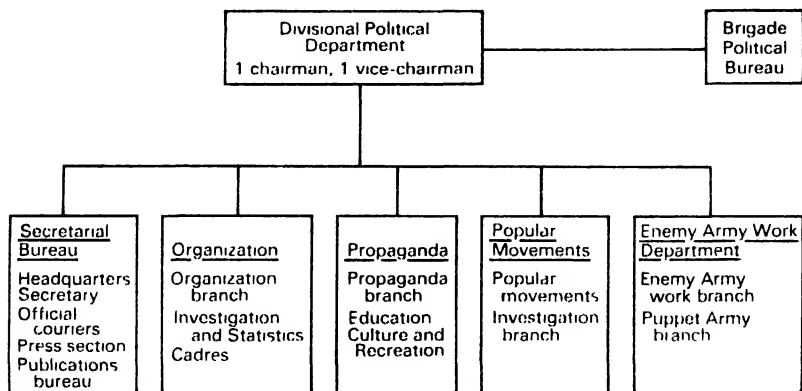 Divisional Political
Department
1 chairman, 1 vice-chairman
Brigade
Political
Bureau
Secretarial
Bureau
Headquarters
Secretary
Official
couriers
Press section
Publications
bureau
Organization
Organization
branch
Investigation
and Statistics
Cadres
Propaganda
Propaganda
branch
Education
Culture and
Recreation
Popular
Movements
Popular
movements
Investigation
branch
Enemy Army Work
Department
Enemy Army
work branch
Puppet Army
branch